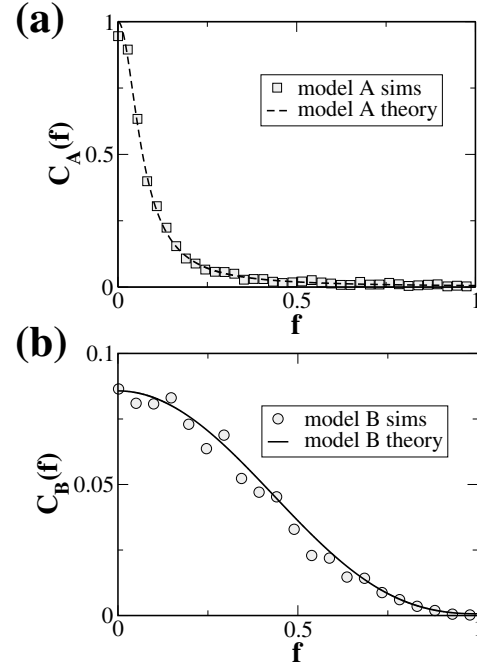 (a)
1
0.5
0
C_A(f)
model A sims
model A theory
0 0.5 1
f
(b)
0.1
0.05
0
C_B(f)
model B sims
model B theory
0 0.5 1
f